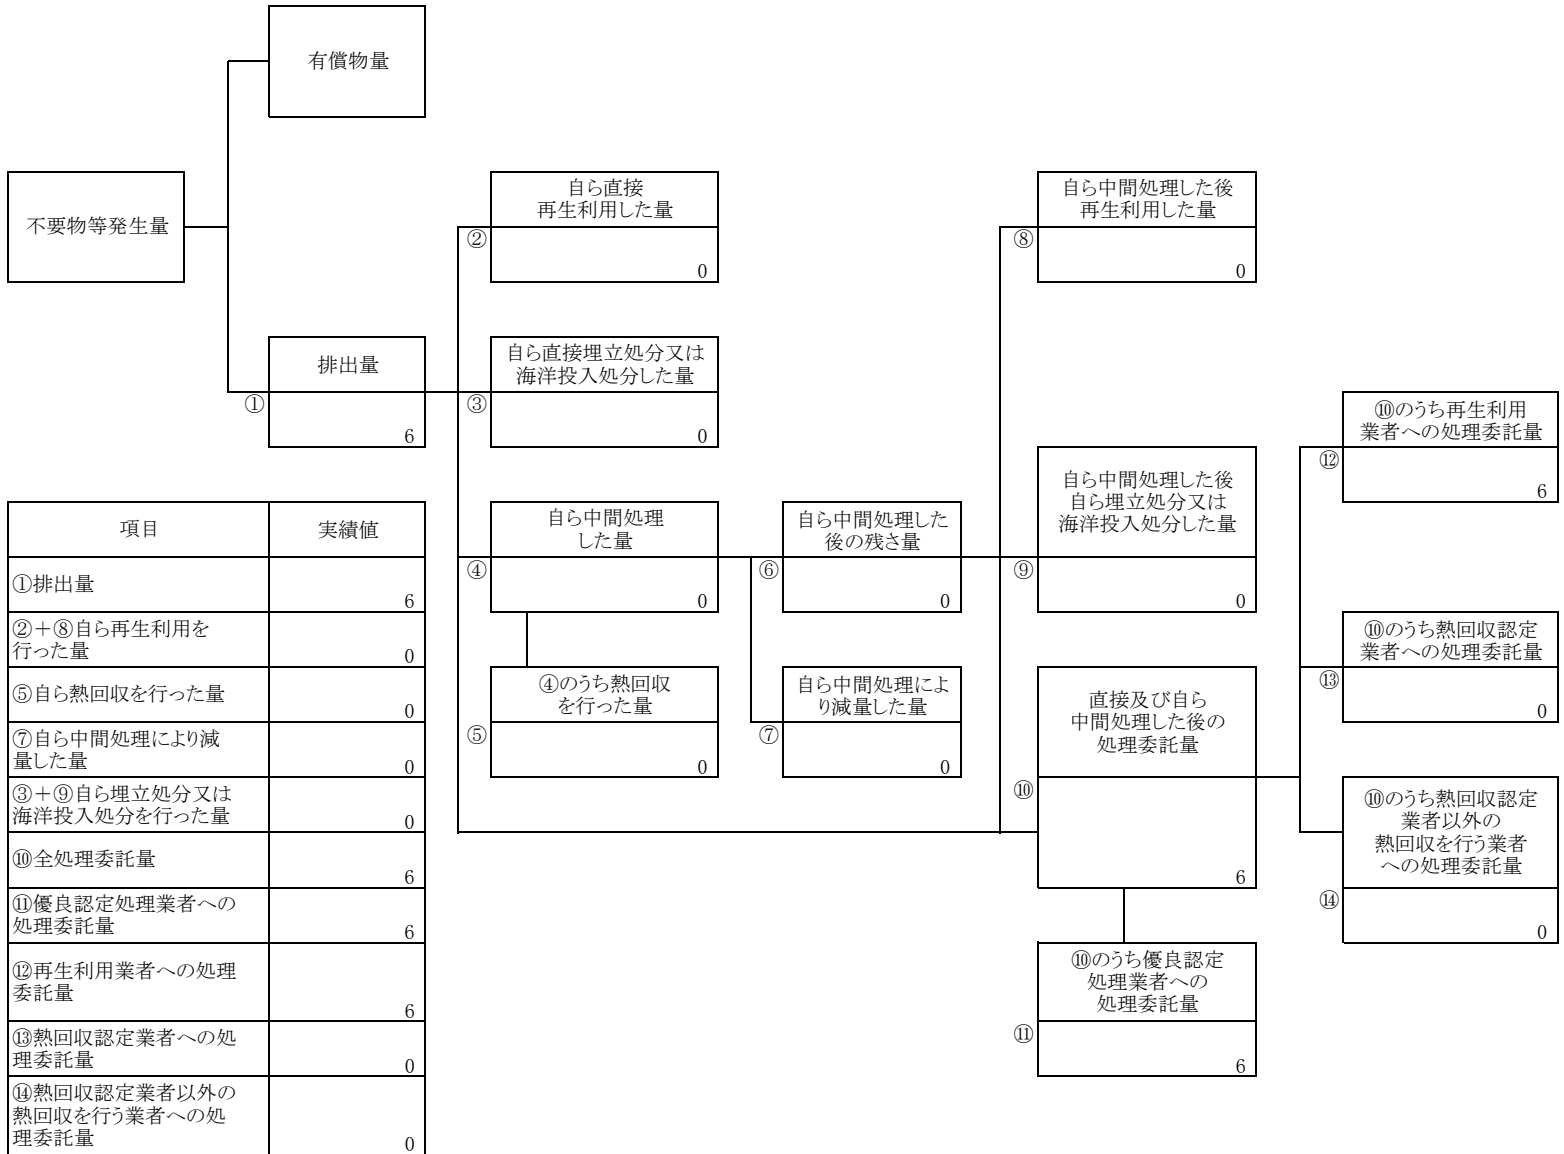 有償物量
不要物等発生量
自ら直接
再生利用した量
②
0
自ら中間処理した後
再生利用した量
⑧
0
排出量
①
6
自ら直接埋立処分又は
海洋投入処分した量
③
0
⑩のうち再生利用
業者への処理委託量
⑫
6
自ら中間処理
した量
④
0
自ら中間処理した
後の残さ量
⑥
0
自ら中間処理した後
自ら埋立処分又は
海洋投入処分した量
⑨
0
⑩のうち熱回収認定
業者への処理委託量
⑬
0
④のうち熱回収
を行った量
⑤
0
自ら中間処理によ
り減量した量
⑦
0
直接及び自ら
中間処理した後の
処理委託量
⑩
6
⑩のうち熱回収認定
業者以外の
熱回収を行う業者
への処理委託量
⑭
0
⑩のうち優良認定
処理業者への
処理委託量
⑪
6
項目 実績値
①排出量
6
②＋⑧自ら再生利用を
行った量
0
⑤自ら熱回収を行った量
0
⑦自ら中間処理により減
量した量
0
③＋⑨自ら埋立処分又は
海洋投入処分を行った量
0
⑩全処理委託量
6
⑪優良認定処理業者への
処理委託量
6
⑫再生利用業者への処理
委託量
6
⑬熱回収認定業者への処
理委託量
0
⑭熱回収認定業者以外の
熱回収を行う業者への処
理委託量
0